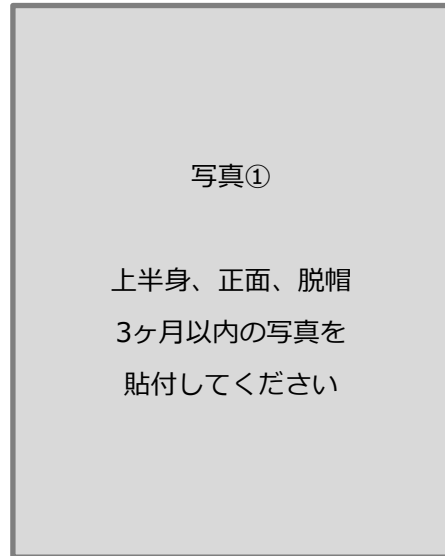 写真①
上半身、正面、脱帽
3ヶ月以内の写真を
貼付してください